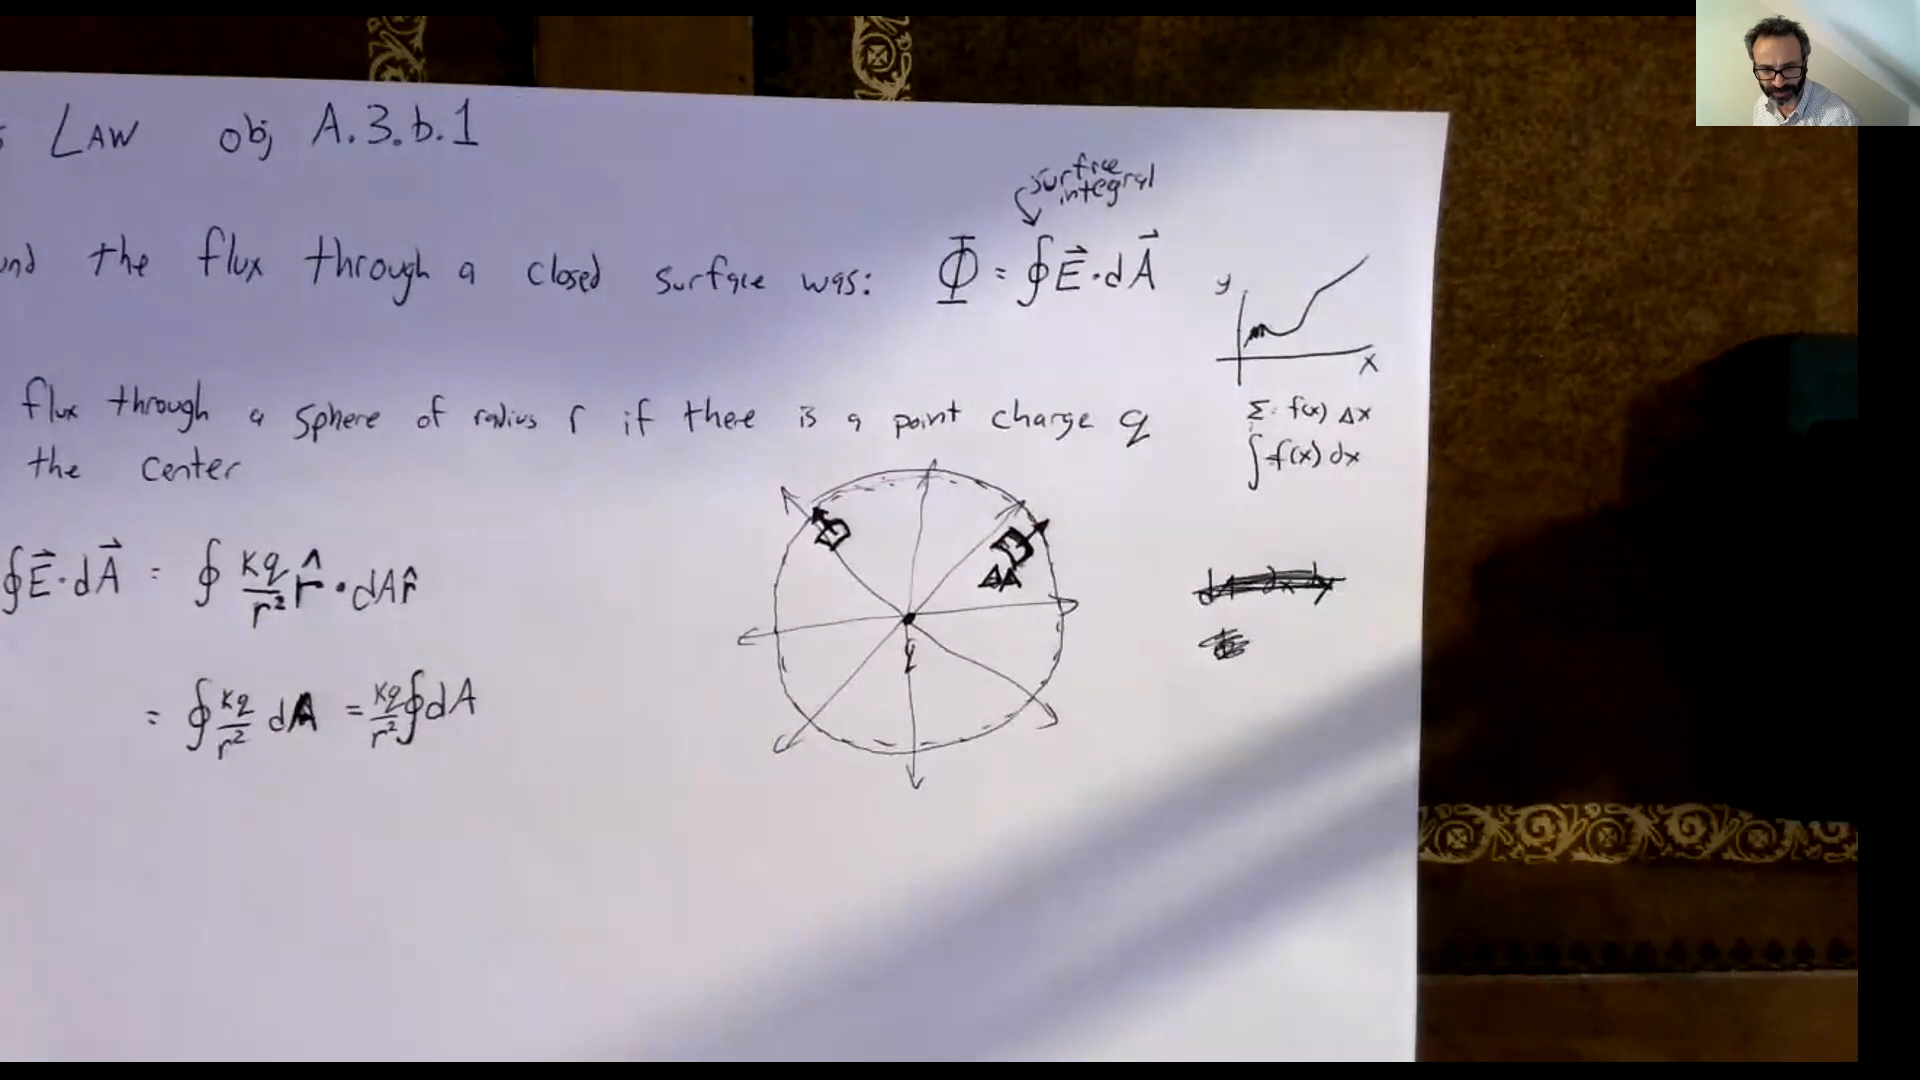 LAW obj A.3.b.1
surface
integral
the flux through a closed surface was: Φ = ∮E⃗·dA⃗
y
x
flux through a sphere of radius r if there is a point charge q
the center
Σ f(x) Δx
∫f(x) dx
∮E⃗·dA⃗ = ∮ kq/r² r̂·dA r̂
ΔA
q
= ∮ kq/r² dA = kq/r² ∮dA